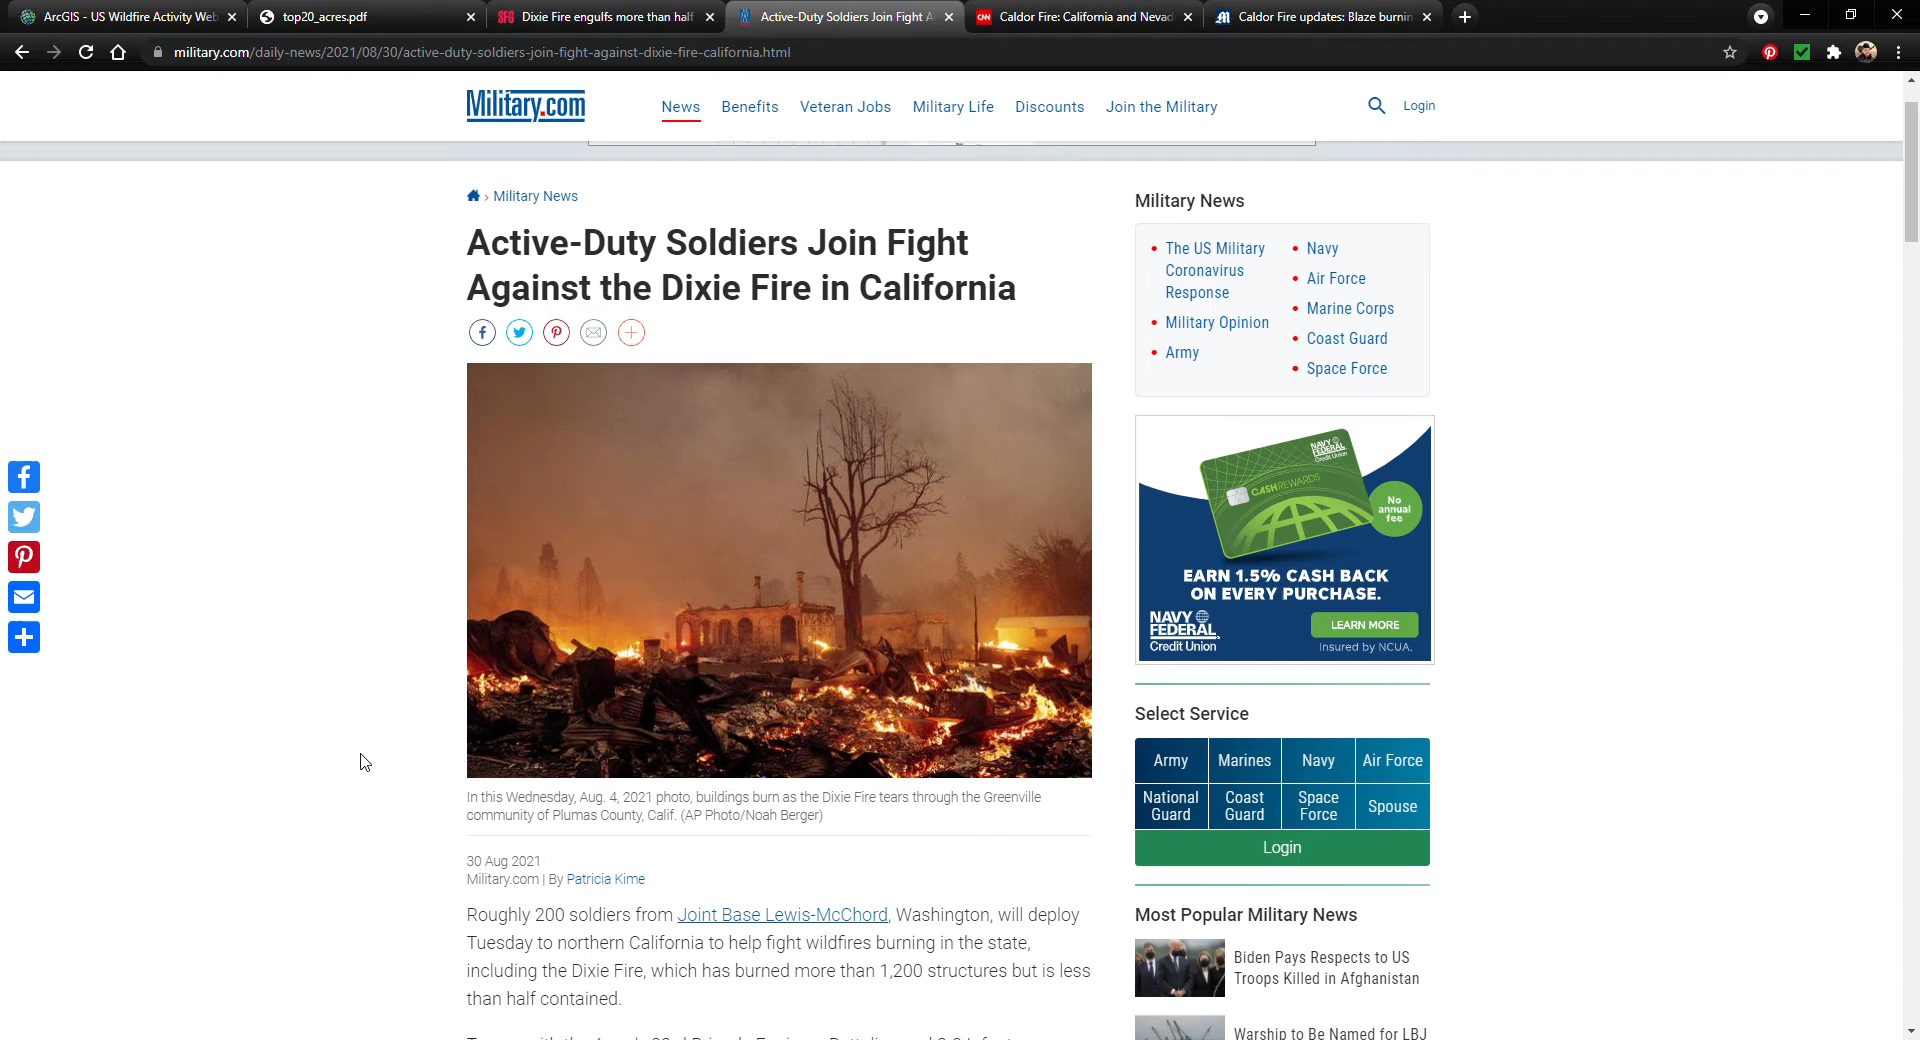 ArcGIS - US Wildfire Activity Web
top20_acres.pdf
SFG Dixie Fire engulfs more than half
Active-Duty Soldiers Join Fight A
CNN Caldor Fire: California and Nevad
Caldor Fire updates: Blaze burnin
military.com/daily-news/2021/08/30/active-duty-soldiers-join-fight-against-dixie-fire-california.html
Military.com
News Benefits Veteran Jobs Military Life Discounts Join the Military
Login
Military News
Active-Duty Soldiers Join Fight
Against the Dixie Fire in California
In this Wednesday, Aug. 4, 2021 photo, buildings burn as the Dixie Fire tears through the Greenville
community of Plumas County, Calif. (AP Photo/Noah Berger)
30 Aug 2021
Military.com | By Patricia Kime
Roughly 200 soldiers from Joint Base Lewis-McChord, Washington, will deploy
Tuesday to northern California to help fight wildfires burning in the state,
including the Dixie Fire, which has burned more than 1,200 structures but is less
than half contained.
Military News
The US Military
Coronavirus
Response
Military Opinion
Army
Navy
Air Force
Marine Corps
Coast Guard
Space Force
NAVY
FEDERAL
Credit Union
CASHREWARDS
No
annual
fee
EARN 1.5% CASH BACK
ON EVERY PURCHASE.
NAVY
FEDERAL
Credit Union
LEARN MORE
Insured by NCUA.
Select Service
Army Marines Navy Air Force
National
Guard
Coast
Guard
Space
Force
Spouse
Login
Most Popular Military News
Biden Pays Respects to US
Troops Killed in Afghanistan
Warship to Be Named for LBJ